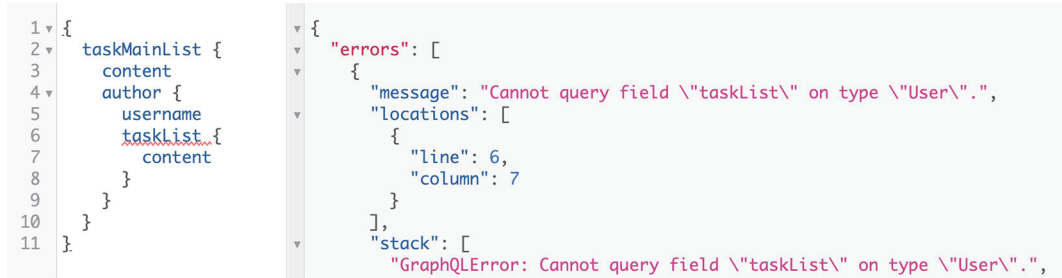 1 {
2 taskMainList {
3 content
4 author {
5 username
6 taskList {
7 content
8 }
9 }
10 }
11 }
{
"errors": [
{
"message": "Cannot query field \"taskList\" on type \"User\".",
"locations": [
{
"line": 6,
"column": 7
}
],
"stack": [
"GraphQLError: Cannot query field \"taskList\" on type \"User\".",